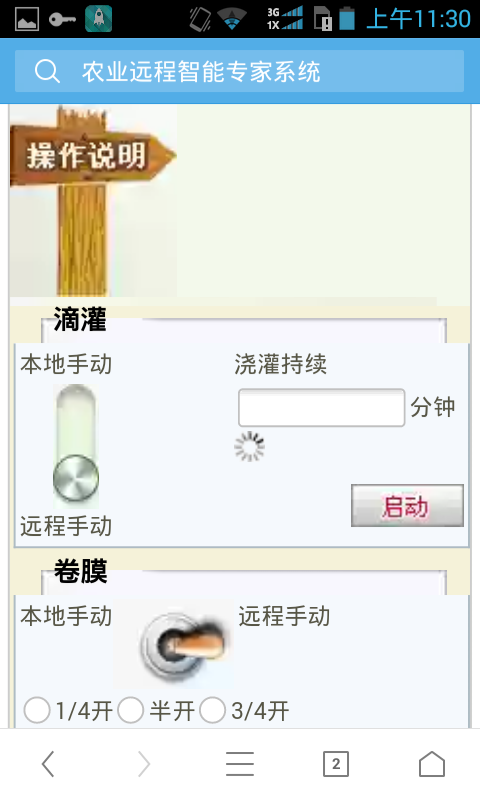 3G
1X
上午11:30
农业远程智能专家系统
操作说明
滴灌
本地手动
浇灌持续
分钟
启动
远程手动
卷膜
本地手动
远程手动
1/4开 半开 3/4开
2